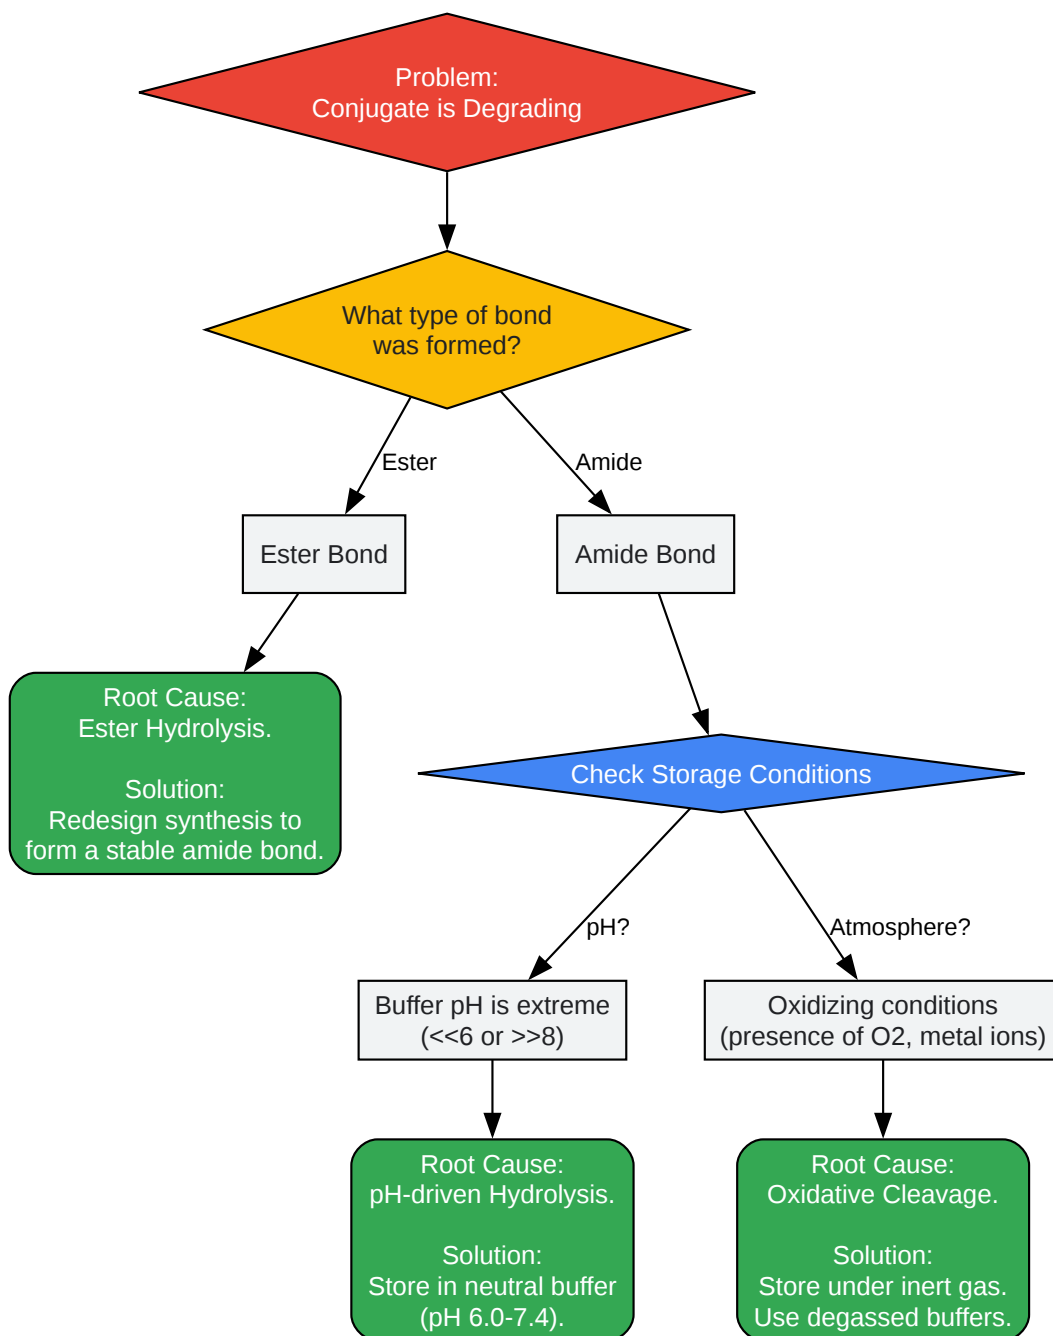 Problem:
Conjugate is Degrading
What type of bond
was formed?
Ester
Amide
Ester Bond
Amide Bond
Root Cause:
Ester Hydrolysis.
Solution:
Redesign synthesis to
form a stable amide bond.
Check Storage Conditions
pH?
Atmosphere?
Buffer pH is extreme
(<<6 or >>8)
Oxidizing conditions
(presence of O2, metal ions)
Root Cause:
pH-driven Hydrolysis.
Solution:
Store in neutral buffer
(pH 6.0-7.4).
Root Cause:
Oxidative Cleavage.
Solution:
Store under inert gas.
Use degassed buffers.